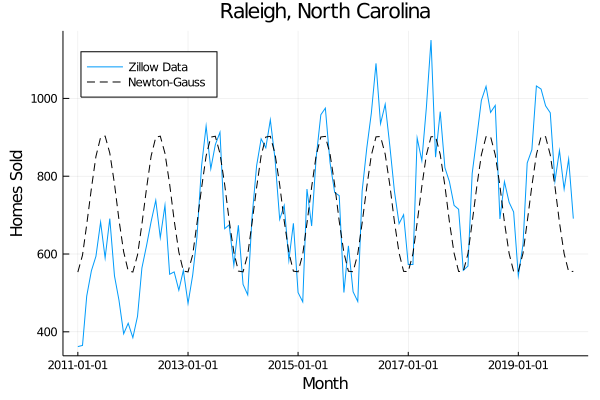 Raleigh, North Carolina
Zillow Data
Newton-Gauss
1000
800
600
400
Homes Sold
2011-01-01 2013-01-01 2015-01-01 2017-01-01 2019-01-01
Month